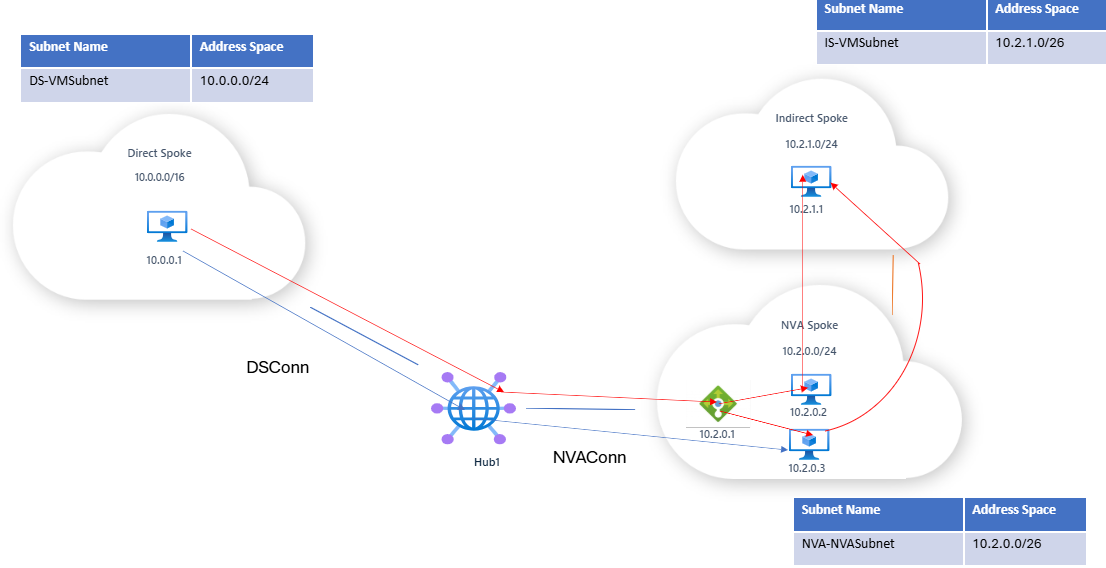 Subnet Name Address Space
IS-VMSubnet 10.2.1.0/26
Subnet Name Address Space
DS-VMSubnet 10.0.0.0/24
Indirect Spoke
10.2.1.0/24
10.2.1.1
Direct Spoke
10.0.0.0/16
10.0.0.1
DSConn
Hub1
NVAConn
NVA Spoke
10.2.0.0/24
10.2.0.2
10.2.0.1
10.2.0.3
Subnet Name Address Space
NVA-NVASubnet 10.2.0.0/26